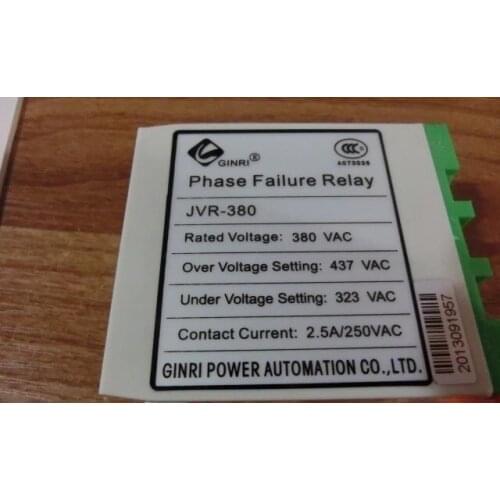 GINRI®
CCC
Phase Failure Relay
JVR-380
Rated Voltage: 380 VAC
Over Voltage Setting: 437 VAC
Under Voltage Setting: 323 VAC
Contact Current: 2.5A/250VAC
GINRI POWER AUTOMATION CO.,LTD.
2013091957